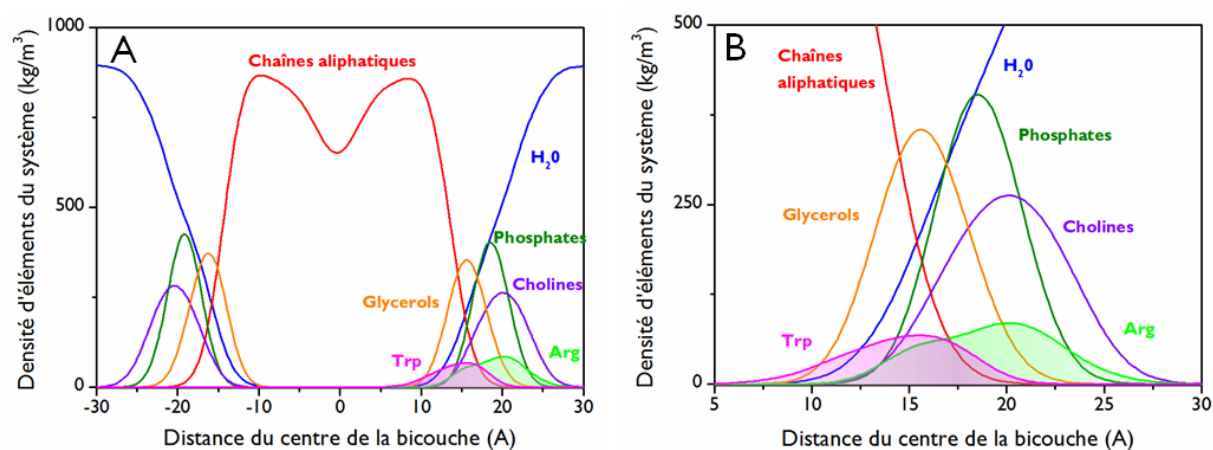 A
1000
500
0
-30
-20
-10
0
10
20
30
Densité d'éléments du système (kg/m³)
Distance du centre de la bicouche (A)
Chaînes aliphatiques
H₂0
Phosphates
Cholines
Glycerols
Trp
Arg
B
500
250
0
5
10
15
20
25
30
Densité d'éléments du système (kg/m³)
Distance du centre de la bicouche (A)
Chaînes
aliphatiques
H₂0
Phosphates
Glycerols
Cholines
Trp
Arg